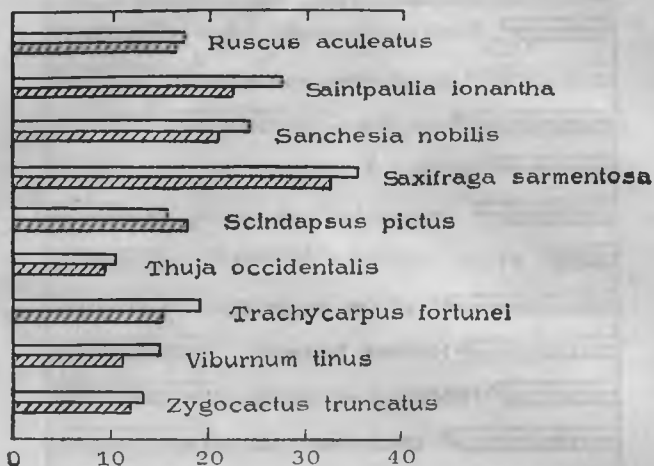 Ruscus aculeatus
Saintpaulia ionantha
Sanchesia nobilis
Saxifraga sarmentosa
Scindapsus pictus
Thuja occidentalis
Trachycarpus fortunei
Viburnum tinus
Zygocactus truncatus
0 10 20 30 40